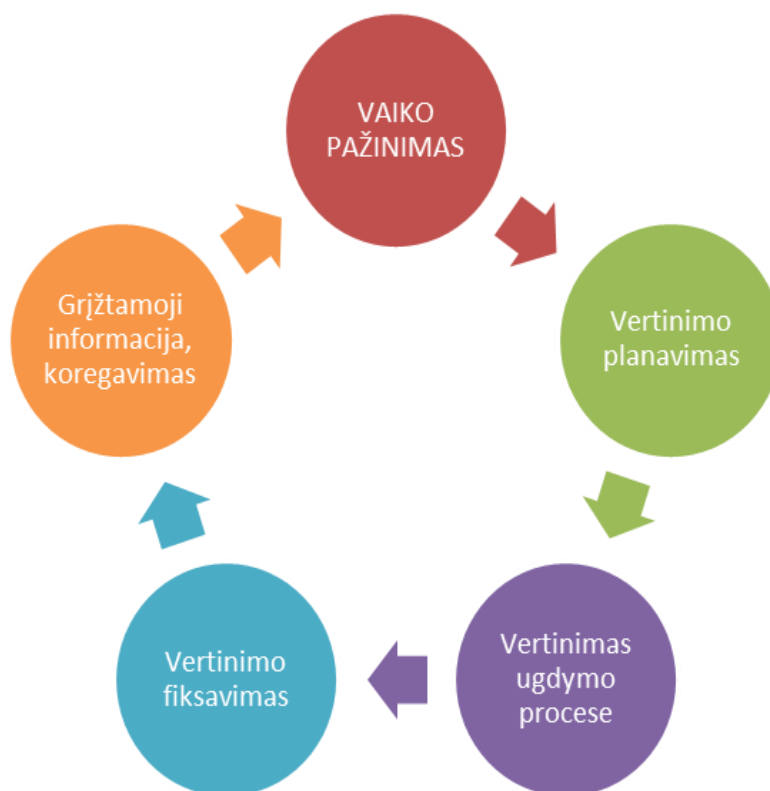 VAIKO
PAŽINIMAS
Vertinimo
planavimas
Vertinimas
ugdymo
procese
Vertinimo
fiksavimas
Grįžtamoji
informacija,
koregavimas